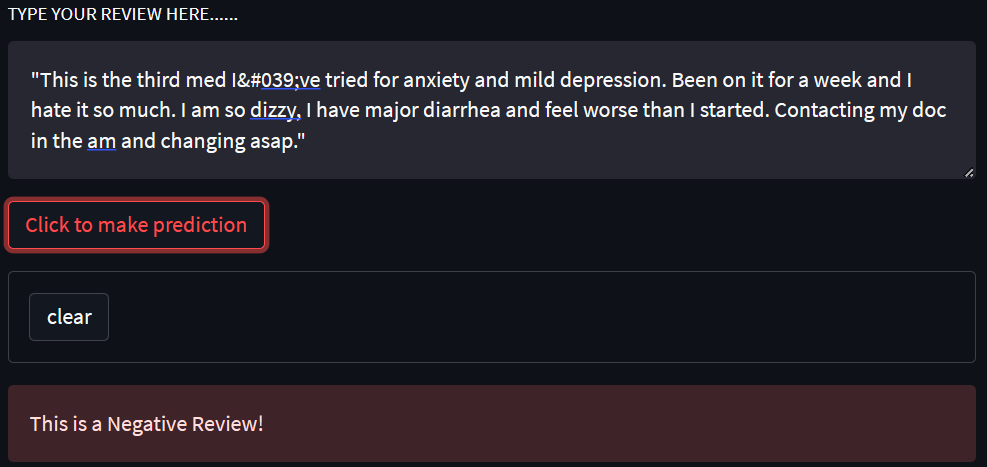 TYPE YOUR REVIEW HERE......
"This is the third med I&#039;ve tried for anxiety and mild depression. Been on it for a week and I
hate it so much. I am so dizzy, I have major diarrhea and feel worse than I started. Contacting my doc
in the am and changing asap."
Click to make prediction
clear
This is a Negative Review!